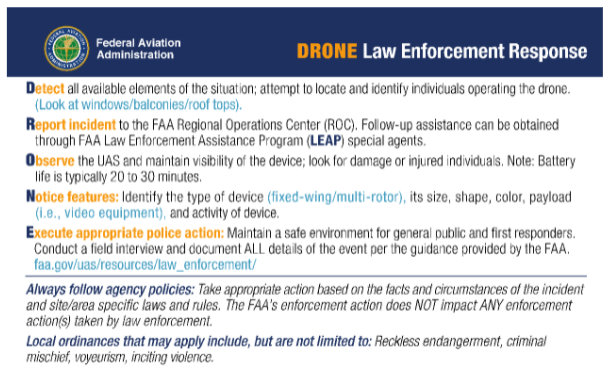 Federal Aviation
Administration
DRONE Law Enforcement Response
Detect all available elements of the situation; attempt to locate and identify individuals operating the drone.
(Look at windows/balconies/roof tops).
Report incident to the FAA Regional Operations Center (ROC). Follow-up assistance can be obtained
through FAA Law Enforcement Assistance Program (LEAP) special agents.
Observe the UAS and maintain visibility of the device; look for damage or injured individuals. Note: Battery
life is typically 20 to 30 minutes.
Notice features: Identify the type of device (fixed-wing/multi-rotor), its size, shape, color, payload
(i.e., video equipment), and activity of device.
Execute appropriate police action: Maintain a safe environment for general public and first responders.
Conduct a field interview and document ALL details of the event per the guidance provided by the FAA.
faa.gov/uas/resources/law_enforcement/
Always follow agency policies: Take appropriate action based on the facts and circumstances of the incident
and site/area specific laws and rules. The FAA's enforcement action does NOT impact ANY enforcement
action(s) taken by law enforcement.
Local ordinances that may apply include, but are not limited to: Reckless endangerment, criminal
mischief, voyeurism, inciting violence.